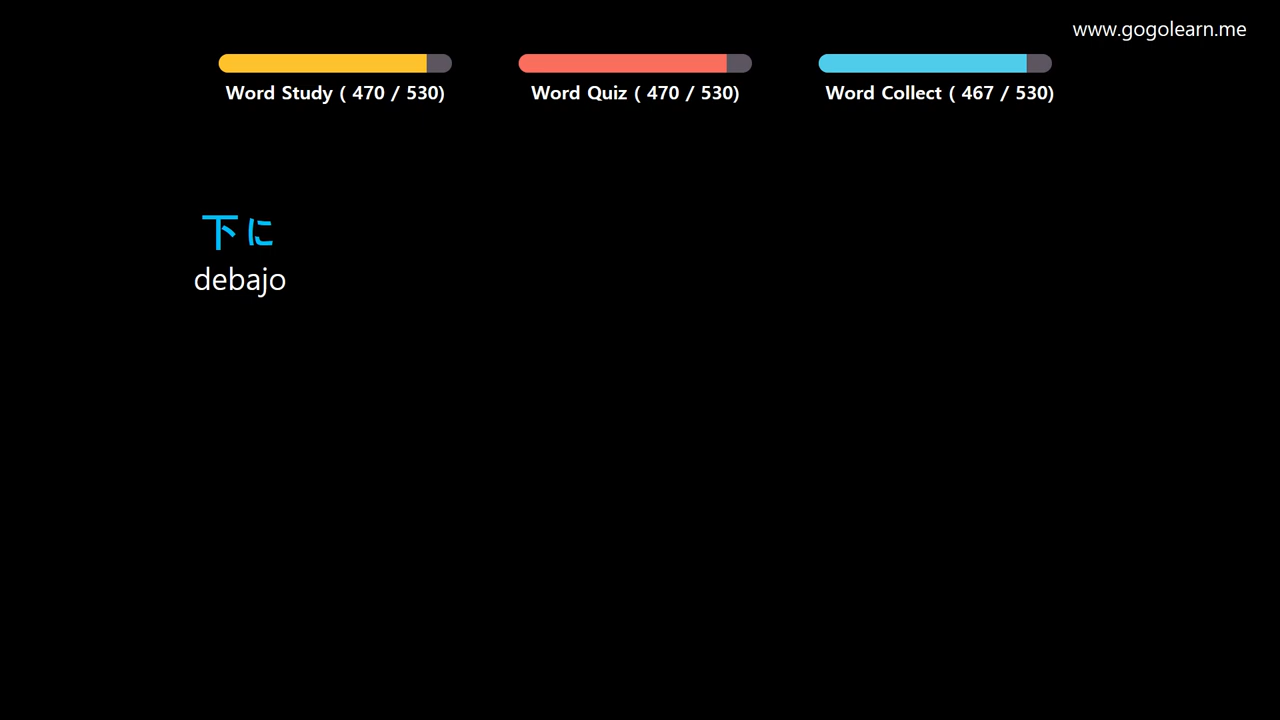 www.gogolearn.me
Word Study ( 470 / 530)
Word Quiz ( 470 / 530)
Word Collect ( 467 / 530)
下に
debajo